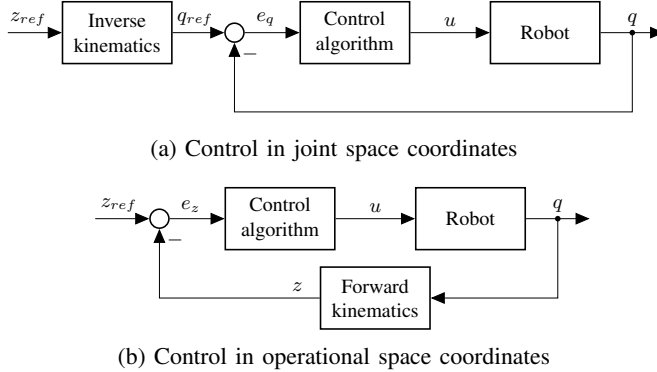 z_ref Inverse kinematics q_ref e_q Control algorithm u Robot q
−
(a) Control in joint space coordinates
z_ref e_z Control algorithm u Robot q
−
z Forward kinematics
(b) Control in operational space coordinates